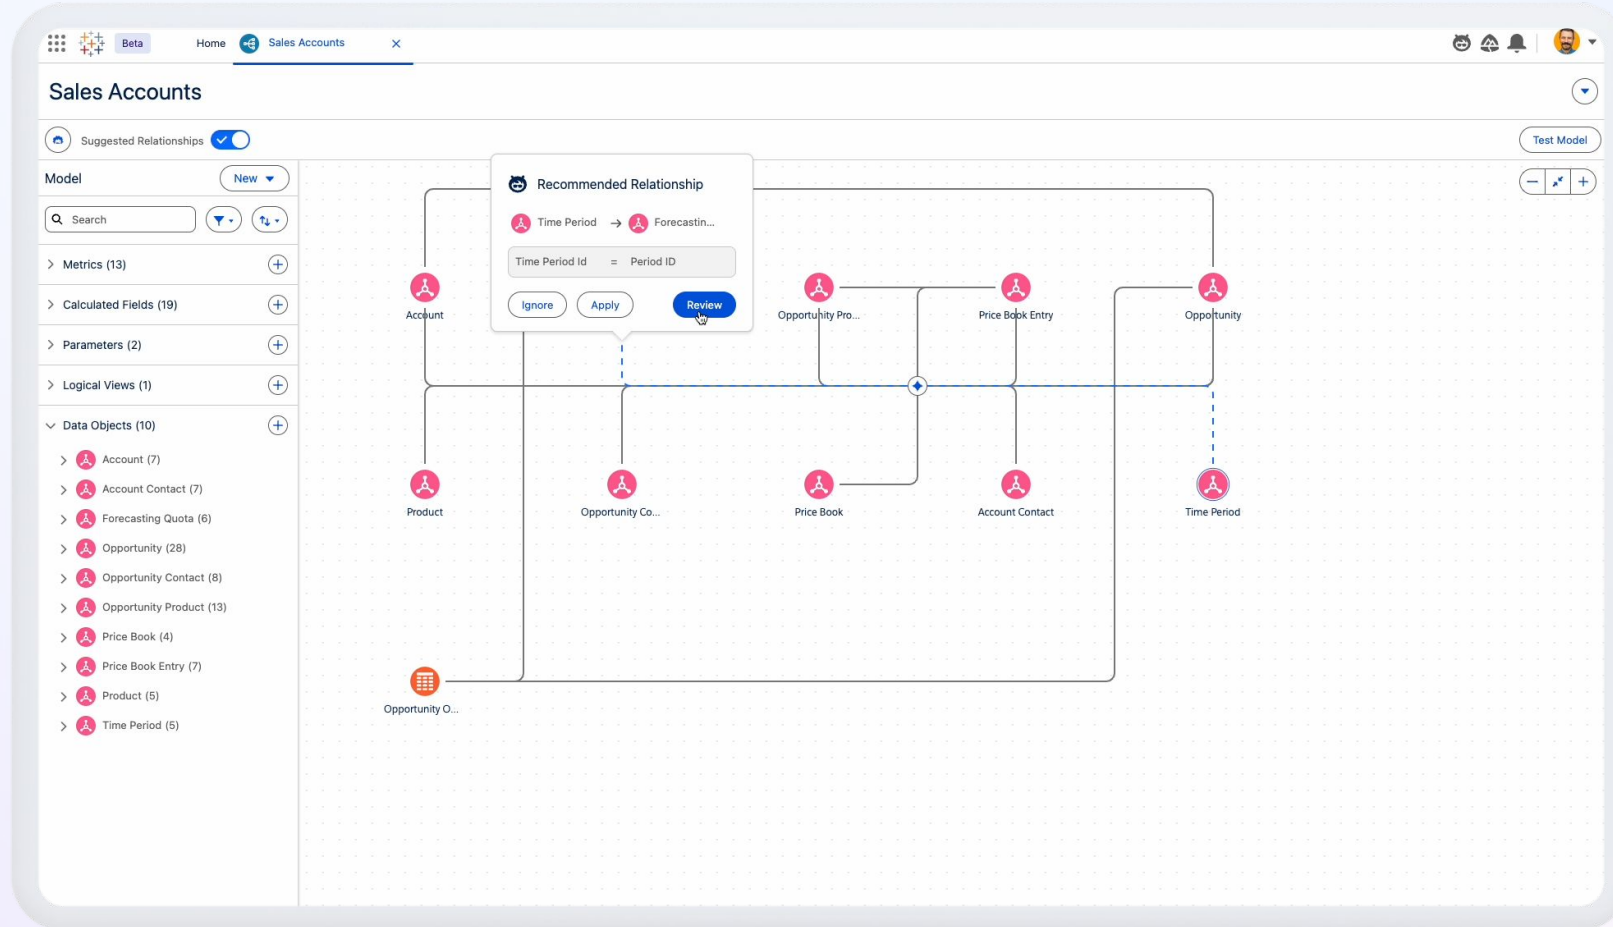 Beta
Home
Sales Accounts
Sales Accounts
Suggested Relationships
Test Model
Model
New
Search
Metrics (13)
Calculated Fields (19)
Parameters (2)
Logical Views (1)
Data Objects (10)
Account (7)
Account Contact (7)
Forecasting Quota (6)
Opportunity (28)
Opportunity Contact (8)
Opportunity Product (13)
Price Book (4)
Price Book Entry (7)
Product (5)
Time Period (5)
Recommended Relationship
Time Period → Forecastin...
Time Period Id = Period ID
Ignore
Apply
Review
Account
Opportunity Pro...
Price Book Entry
Opportunity
Product
Opportunity Co...
Price Book
Account Contact
Time Period
Opportunity O...